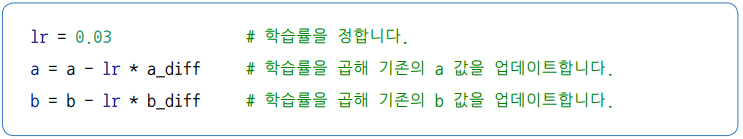 lr = 0.03 # 학습률을 정합니다.
a = a - lr * a_diff # 학습률을 곱해 기존의 a 값을 업데이트합니다.
b = b - lr * b_diff # 학습률을 곱해 기존의 b 값을 업데이트합니다.